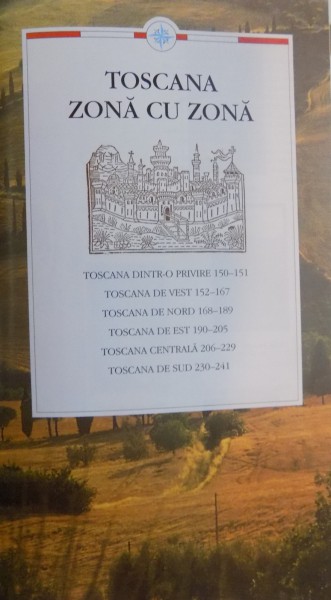 TOSCANA
ZONĂ CU ZONĂ
TOSCANA DINTR-O PRIVIRE 150–151
TOSCANA DE VEST 152–167
TOSCANA DE NORD 168–189
TOSCANA DE EST 190–205
TOSCANA CENTRALĂ 206–229
TOSCANA DE SUD 230–241